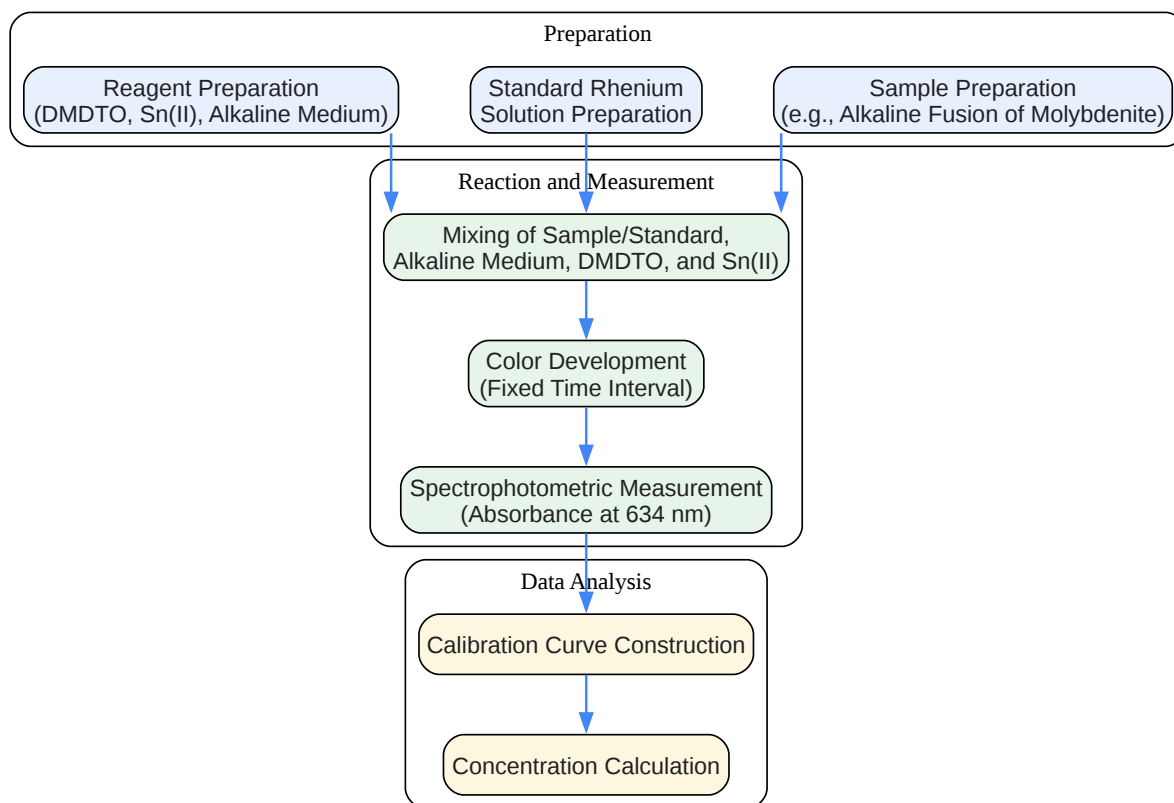 Preparation
Reagent Preparation
(DMDTO, Sn(II), Alkaline Medium)
Standard Rhenium
Solution Preparation
Sample Preparation
(e.g., Alkaline Fusion of Molybdenite)
Reaction and Measurement
Mixing of Sample/Standard,
Alkaline Medium, DMDTO, and Sn(II)
Color Development
(Fixed Time Interval)
Spectrophotometric Measurement
(Absorbance at 634 nm)
Data Analysis
Calibration Curve Construction
Concentration Calculation